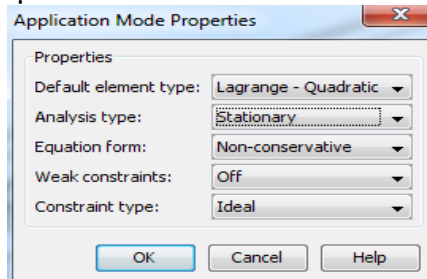 Application Mode Properties
Properties
Default element type: Lagrange - Quadratic
Analysis type: Stationary
Equation form: Non-conservative
Weak constraints: Off
Constraint type: Ideal
OK Cancel Help